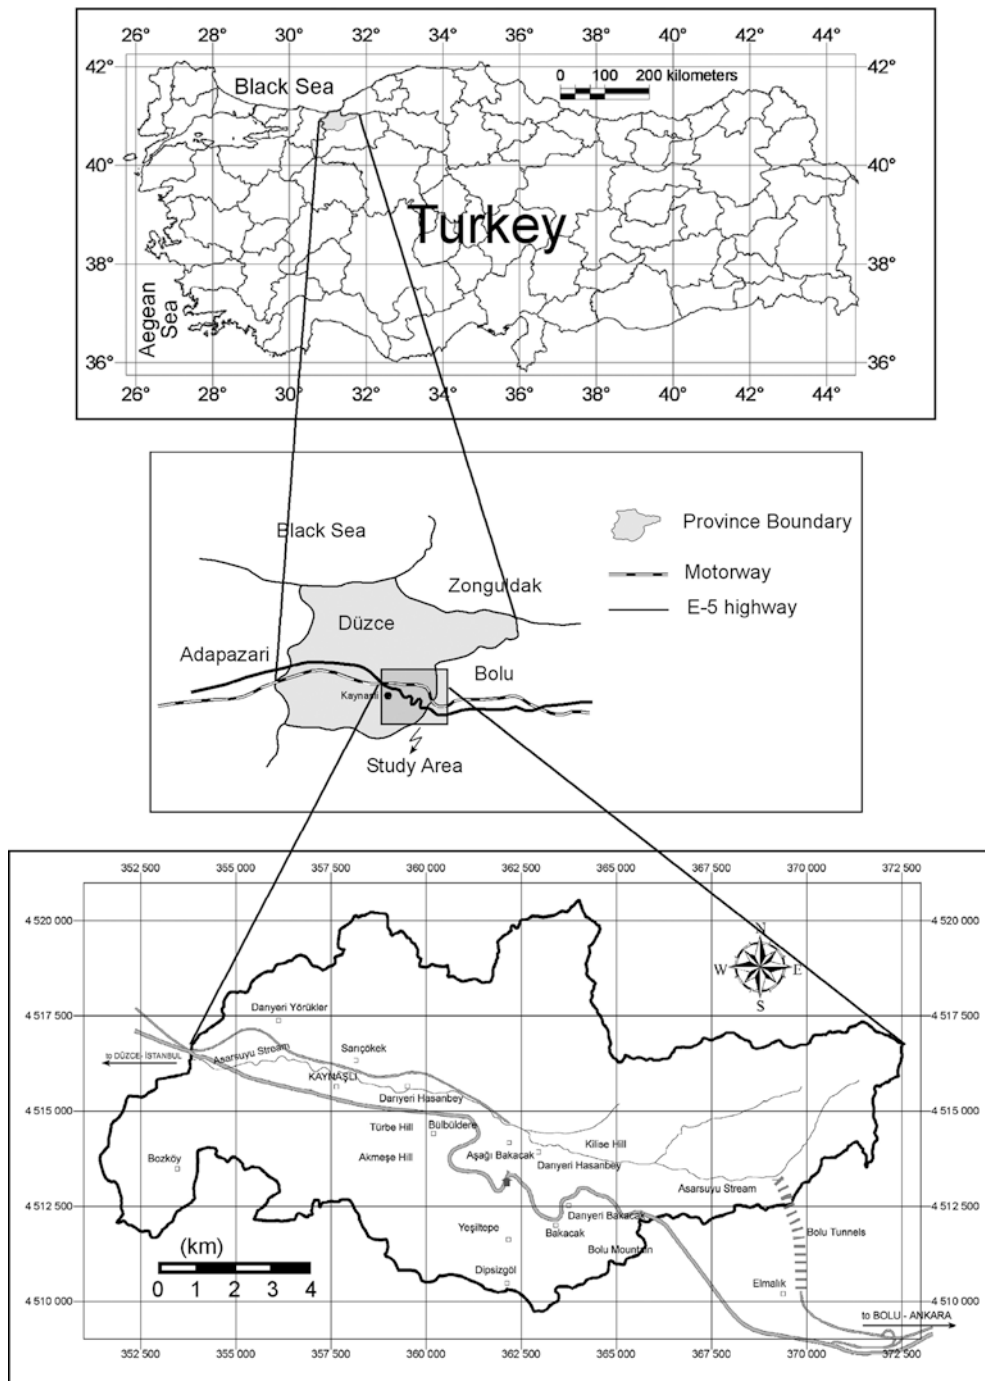 26° 28° 30° 32° 34° 36° 38° 40° 42° 44°
42°
42°
Black Sea
0 100 200 kilometers
40°
40°
Turkey
38°
38°
Aegean
Sea
36°
36°
26° 28° 30° 32° 34° 36° 38° 40° 42° 44°
Black Sea
Province Boundary
Zonguldak
Motorway
E-5 highway
Düzce
Adapazari
Bolu
Kaynaşlı
Study Area
352 500 355 000 357 500 360 000 362 500 365 000 367 500 370 000 372 500
4 520 000
4 520 000
N
W E
S
4 517 500
4 517 500
Darıyeri Yörükler
to DÜZCE- İSTANBUL
Asarsuyu Stream
Sarıçökek
KAYNAŞLI
Darıyeri Hasanbey
4 515 000
4 515 000
Türbe Hill
Bülbüldere
Kilise Hill
Akmeşe Hill
Aşağı Bakacak
Darıyeri Hasanbey
Bozköy
Asarsuyu Stream
4 512 500
4 512 500
Darıyeri Bakacak
Yeşiltepe
Bakacak
Bolu Tunnels
(km)
Bolu Mountain
Dipsizgöl
Elmalık
0 1 2 3 4
4 510 000
4 510 000
to BOLU - ANKARA
352 500 355 000 357 500 360 000 362 500 365 000 367 500 370 000 372 500